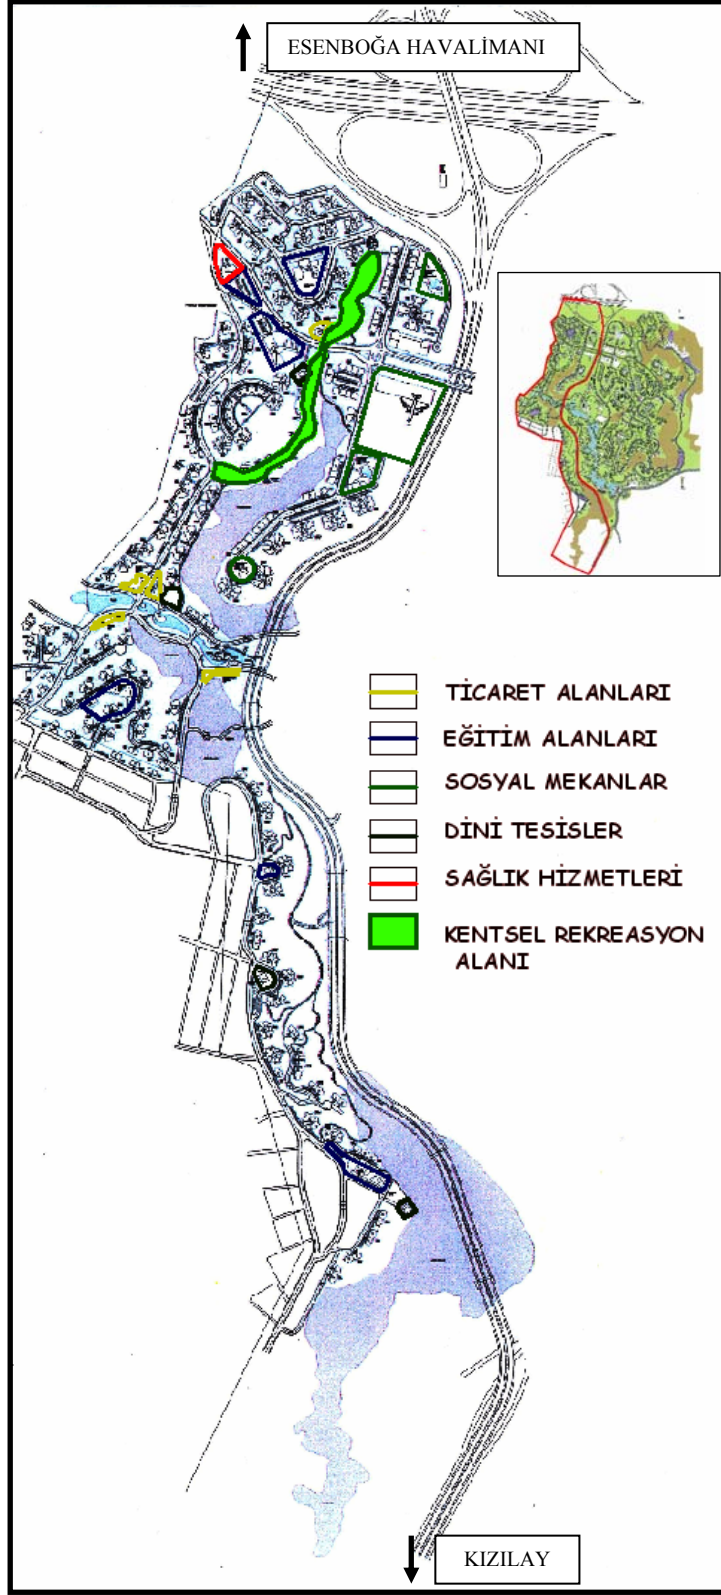 ESENBOĞA HAVALİMANI
TİCARET ALANLARI
EĞİTİM ALANLARI
SOSYAL MEKANLAR
DİNİ TESİSLER
SAĞLIK HİZMETLERİ
KENTSEL REKREASYON
ALANI
KIZILAY